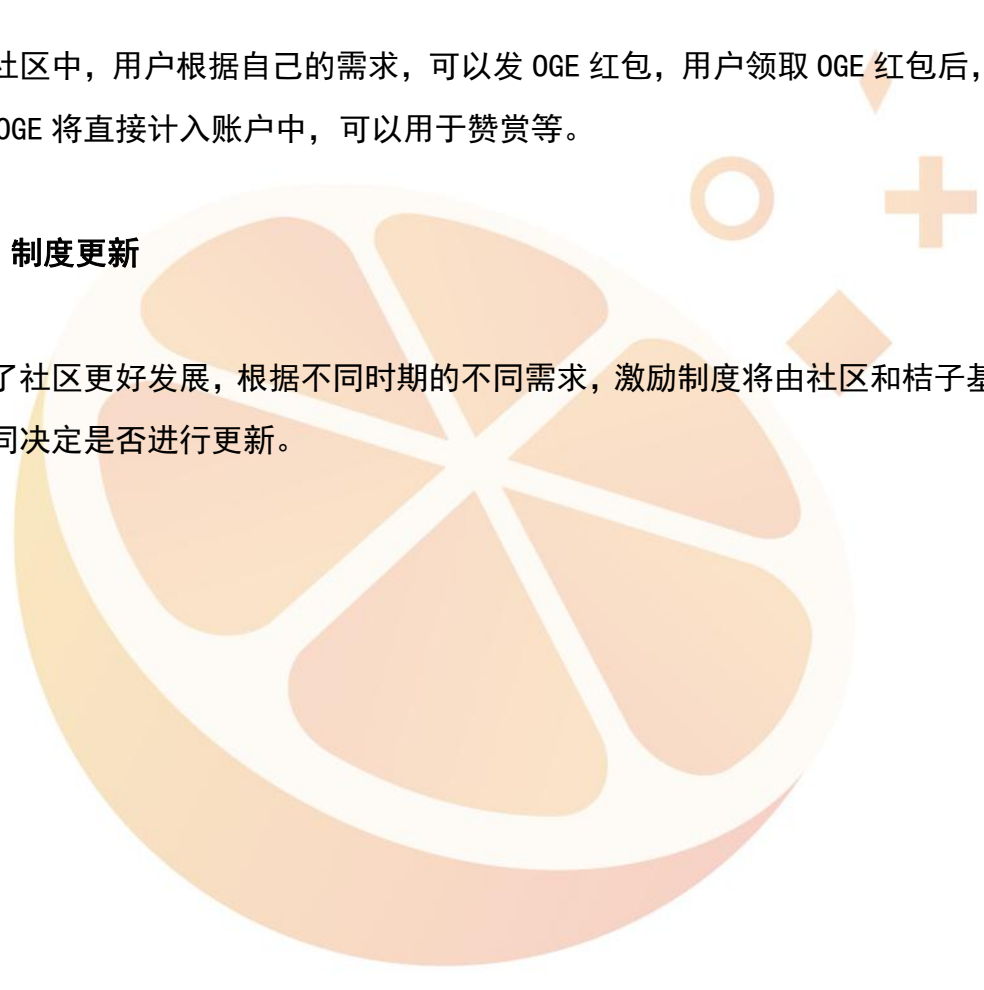 社区中，用户根据自己的需求，可以发 OGE 红包，用户领取 OGE 红包后，
OGE 将直接计入账户中，可以用于赞赏等。
制度更新
了社区更好发展，根据不同时期的不同需求，激励制度将由社区和桔子基
同决定是否进行更新。